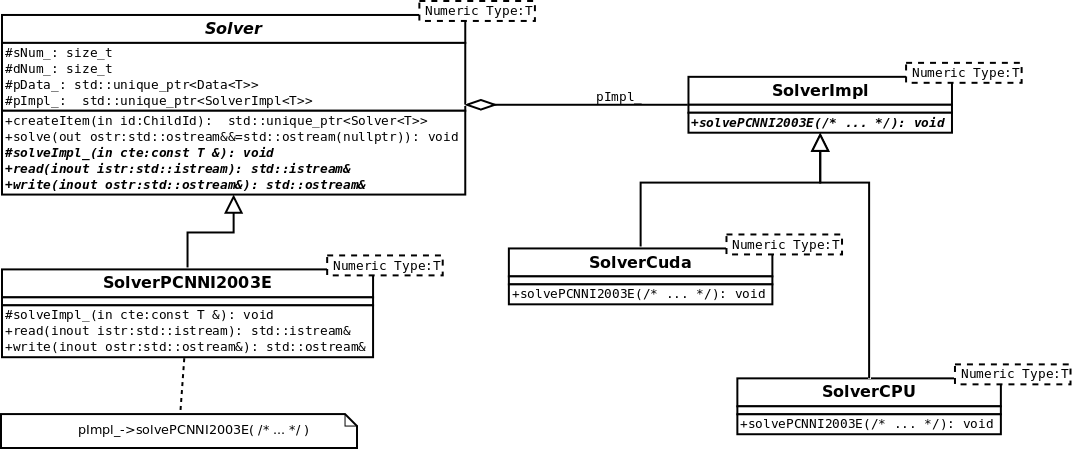 Numeric Type:T
Solver
#sNum_: size_t
#dNum_: size_t
#pData_: std::unique_ptr<Data<T>>
#pImpl_:  std::unique_ptr<SolverImpl<T>>
+createItem(in id:ChildId):  std::unique_ptr<Solver<T>>
+solve(out std::ostream&&=std::ostream(nullptr)): void
#solveImpl_(in cte:const T &): void
+read(inout istr:std::istream): std::istream&
+write(inout ostr:std::ostream&): std::ostream&
pImpl_
Numeric Type:T
SolverImpl
+solvePCNNI2003E(/* ... */): void
Numeric Type:T
SolverPCNNI2003E
#solveImpl_(in cte:const T &): void
+read(inout istr:std::istream): std::istream&
+write(inout ostr:std::ostream&): std::ostream&
pImpl_->solvePCNNI2003E( /* ... */ )
Numeric Type:T
SolverCuda
+solvePCNNI2003E(/* ... */): void
Numeric Type:T
SolverCPU
+solvePCNNI2003E(/* ... */): void